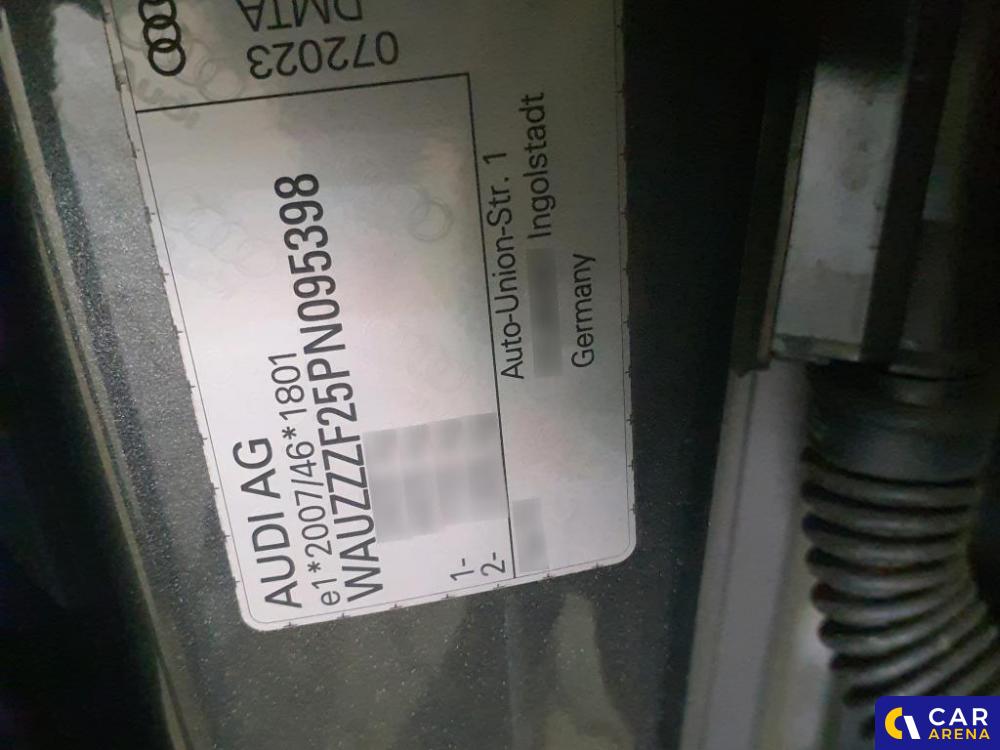 AUDI AG
e1*2007/46*1801
WAUZZZF25PN095398
1-
2-
Auto-Union-Str. 1
Ingolstadt
Germany
072023
DMTA
CAR
ARENA